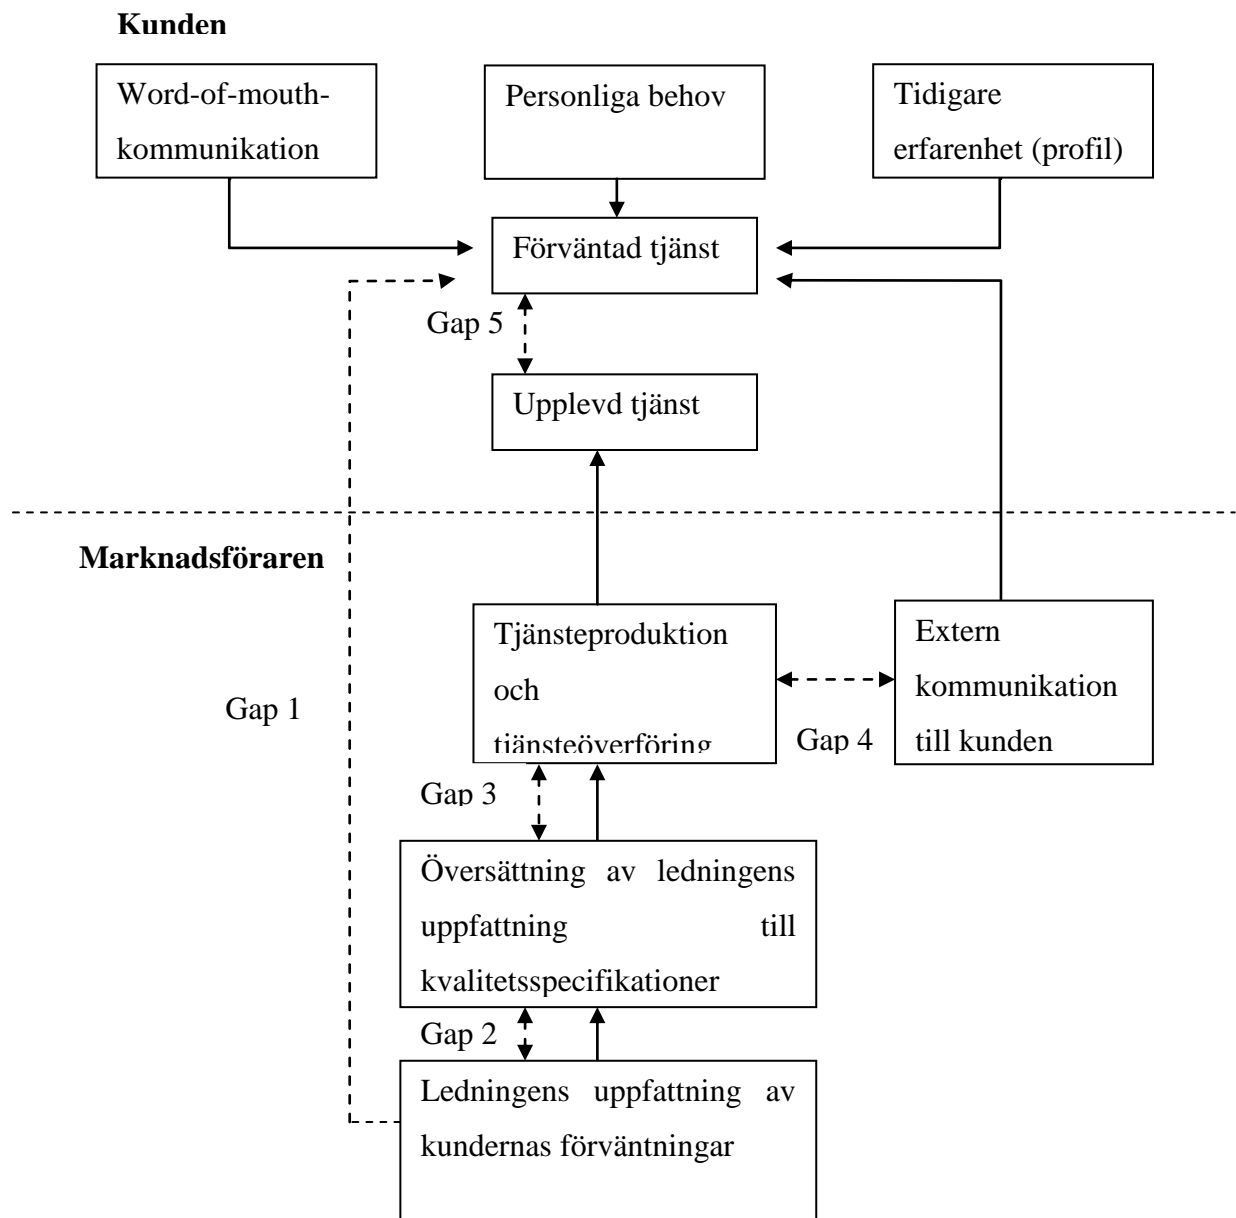 Kunden
Word-of-mouth-
kommunikation
Personliga behov
Tidigare
erfarenhet (profil)
Förväntad tjänst
Gap 5
Upplevd tjänst
Marknadsföraren
Tjänsteproduktion
och
tjänsteöverföring
Extern
kommunikation
till kunden
Gap 1
Gap 4
Gap 3
Översättning av ledningens
uppfattning till
kvalitetsspecifikationer
Gap 2
Ledningens uppfattning av
kundernas förväntningar